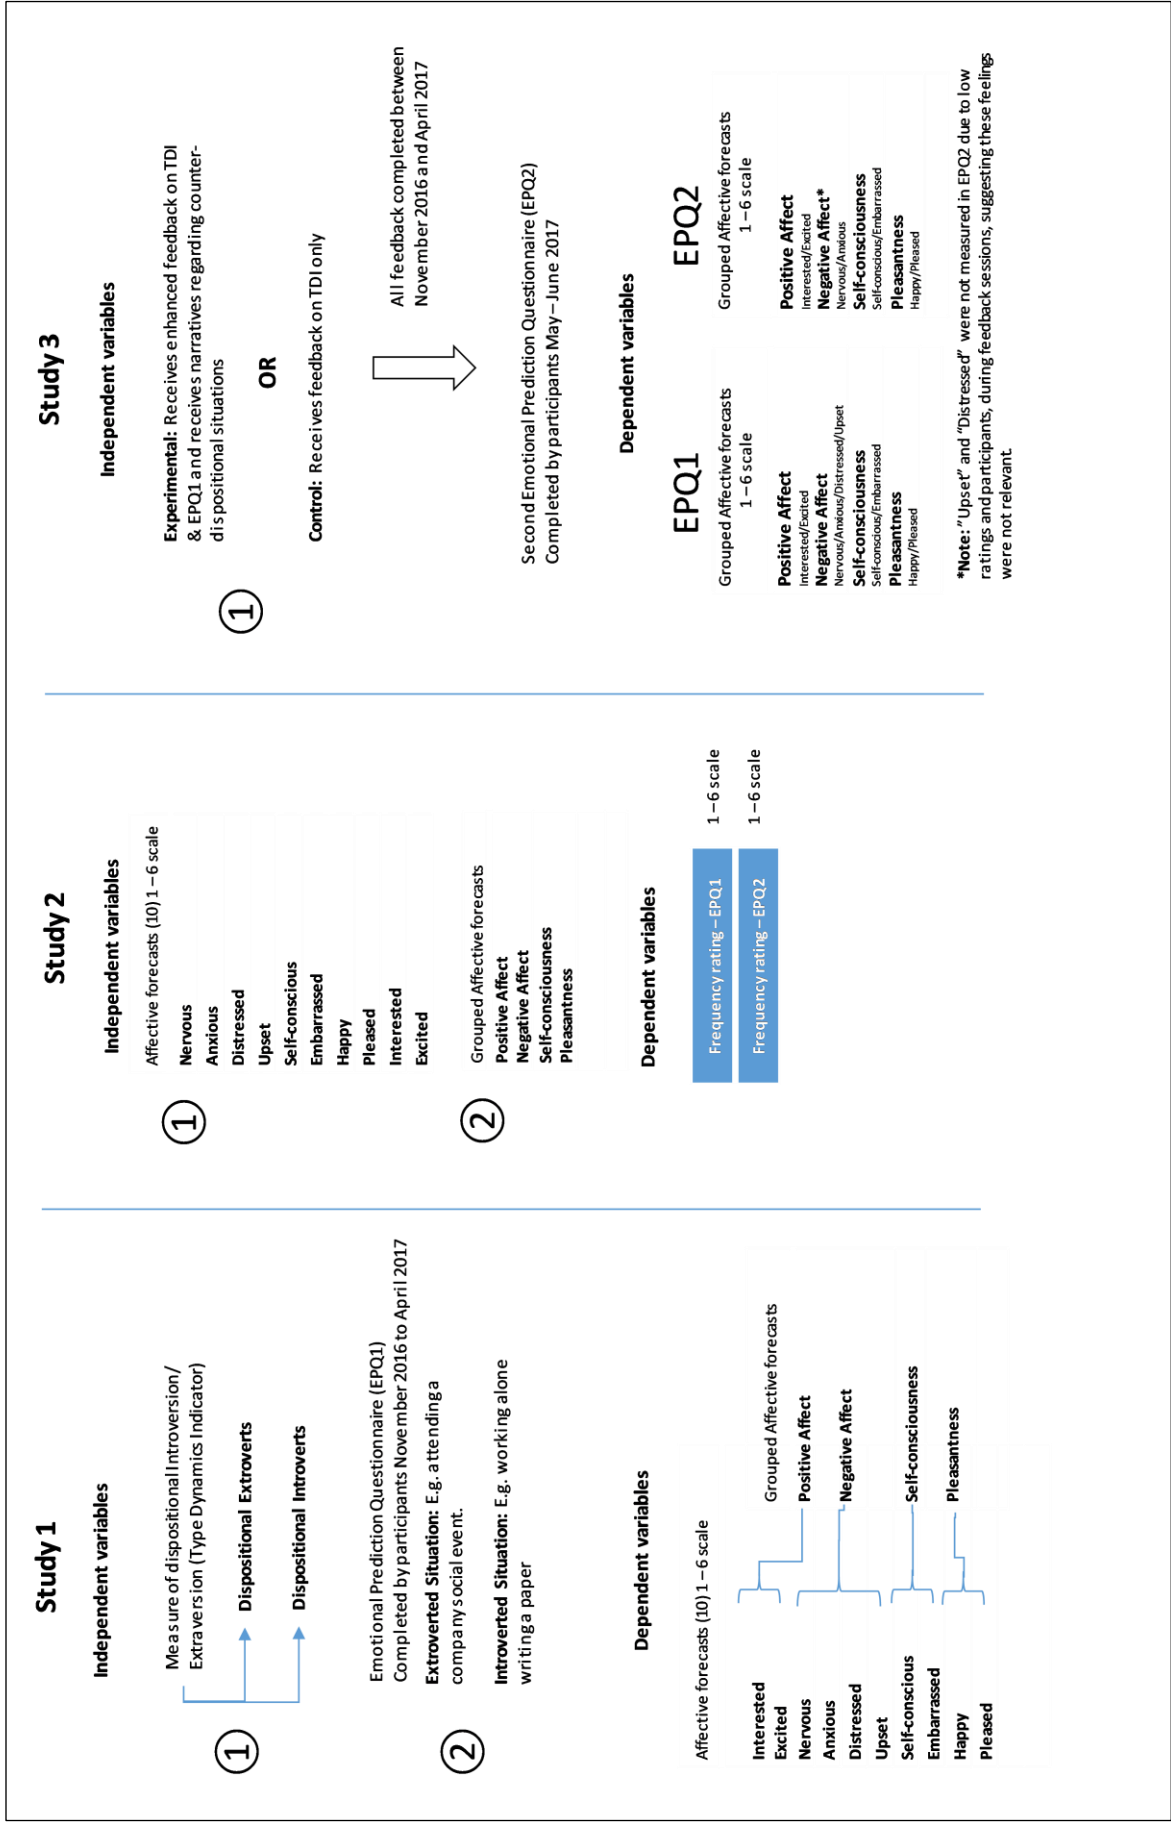 Study 1
Independent variables
①
Measure of dispositional Introversion/
Extraversion (Type Dynamics Indicator)
Dispositional Extroverts
Dispositional Introverts
②
Emotional Prediction Questionnaire (EPQ1)
Completed by participants November 2016 to April 2017
Extroverted Situation: E.g. attending a
company social event.
Introverted Situation: E.g. working alone
writing a paper
Dependent variables
Affective forecasts (10) 1 – 6 scale
Interested
Excited
Nervous
Anxious
Distressed
Upset
Self-conscious
Embarrassed
Happy
Pleased
Grouped Affective forecasts
Positive Affect
Negative Affect
Self-consciousness
Pleasantness
Study 2
Independent variables
①
Affective forecasts (10) 1 – 6 scale
Nervous
Anxious
Distressed
Upset
Self-conscious
Embarrassed
Happy
Pleased
Interested
Excited
②
Grouped Affective forecasts
Positive Affect
Negative Affect
Self-consciousness
Pleasantness
Dependent variables
Frequency rating – EPQ1 1 – 6 scale
Frequency rating – EPQ2 1 – 6 scale
Study 3
Independent variables
①
Experimental: Receives enhanced feedback on TDI
& EPQ1 and receives narratives regarding counter-
dispositional situations
OR
Control: Receives feedback on TDI only
All feedback completed between
November 2016 and April 2017
Second Emotional Prediction Questionnaire (EPQ2)
Completed by participants May – June 2017
Dependent variables
EPQ1
Grouped Affective forecasts
1 – 6 scale
Positive Affect
Interested/Excited
Negative Affect
Nervous/Anxious/Distressed/Upset
Self-consciousness
Self-conscious/Embarrassed
Pleasantness
Happy/Pleased
EPQ2
Grouped Affective forecasts
1 – 6 scale
Positive Affect
Interested/Excited
Negative Affect*
Nervous/Anxious
Self-consciousness
Self-conscious/Embarrassed
Pleasantness
Happy/Pleased
*Note: "Upset" and "Distressed" were not measured in EPQ2 due to low
ratings and participants, during feedback sessions, suggesting these feelings
were not relevant.